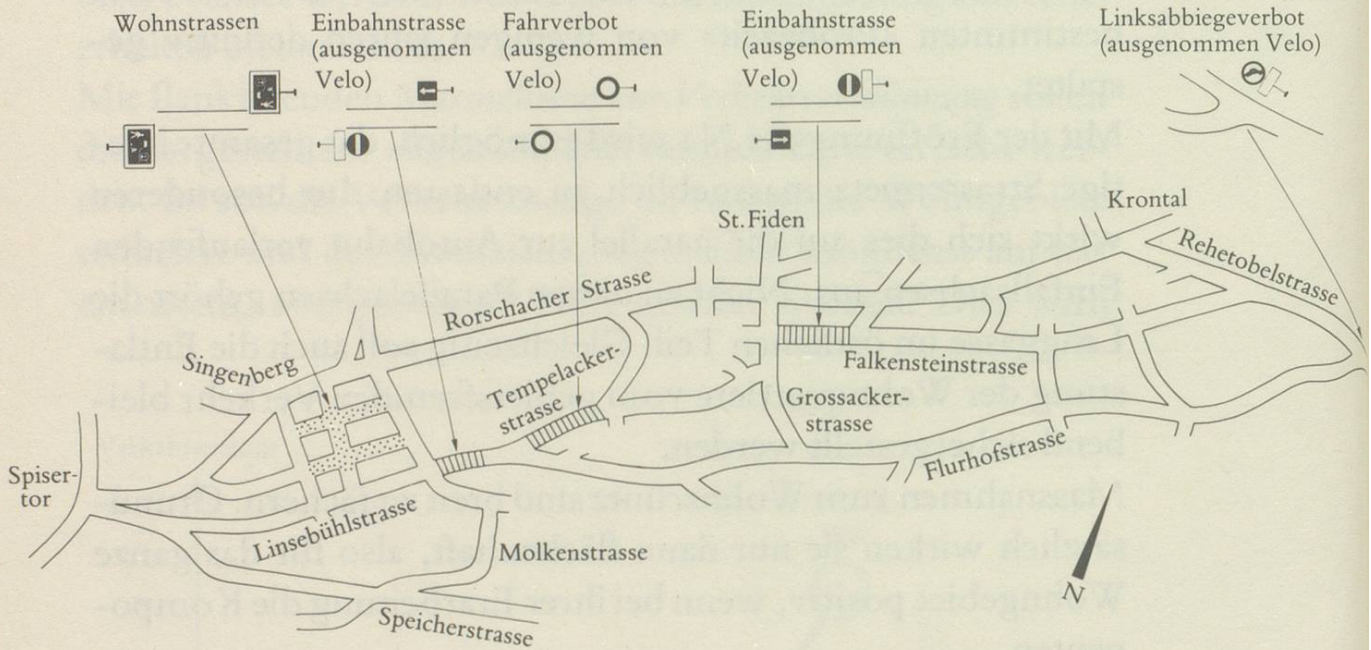 Wohnstrassen
Einbahnstrasse
(ausgenommen
Velo)
Fahrverbot
(ausgenommen
Velo)
Einbahnstrasse
(ausgenommen
Velo)
Linksabbiegeverbot
(ausgenommen Velo)
St. Fiden
Krontal
Rehetobelstrasse
Rorschacher Strasse
Singenberg
Tempelacker-
strasse
Falkensteinstrasse
Grossacker-
strasse
Flurhofstrasse
Spiser-
tor
Linsebühlstrasse
Molkenstrasse
Speicherstrasse
N